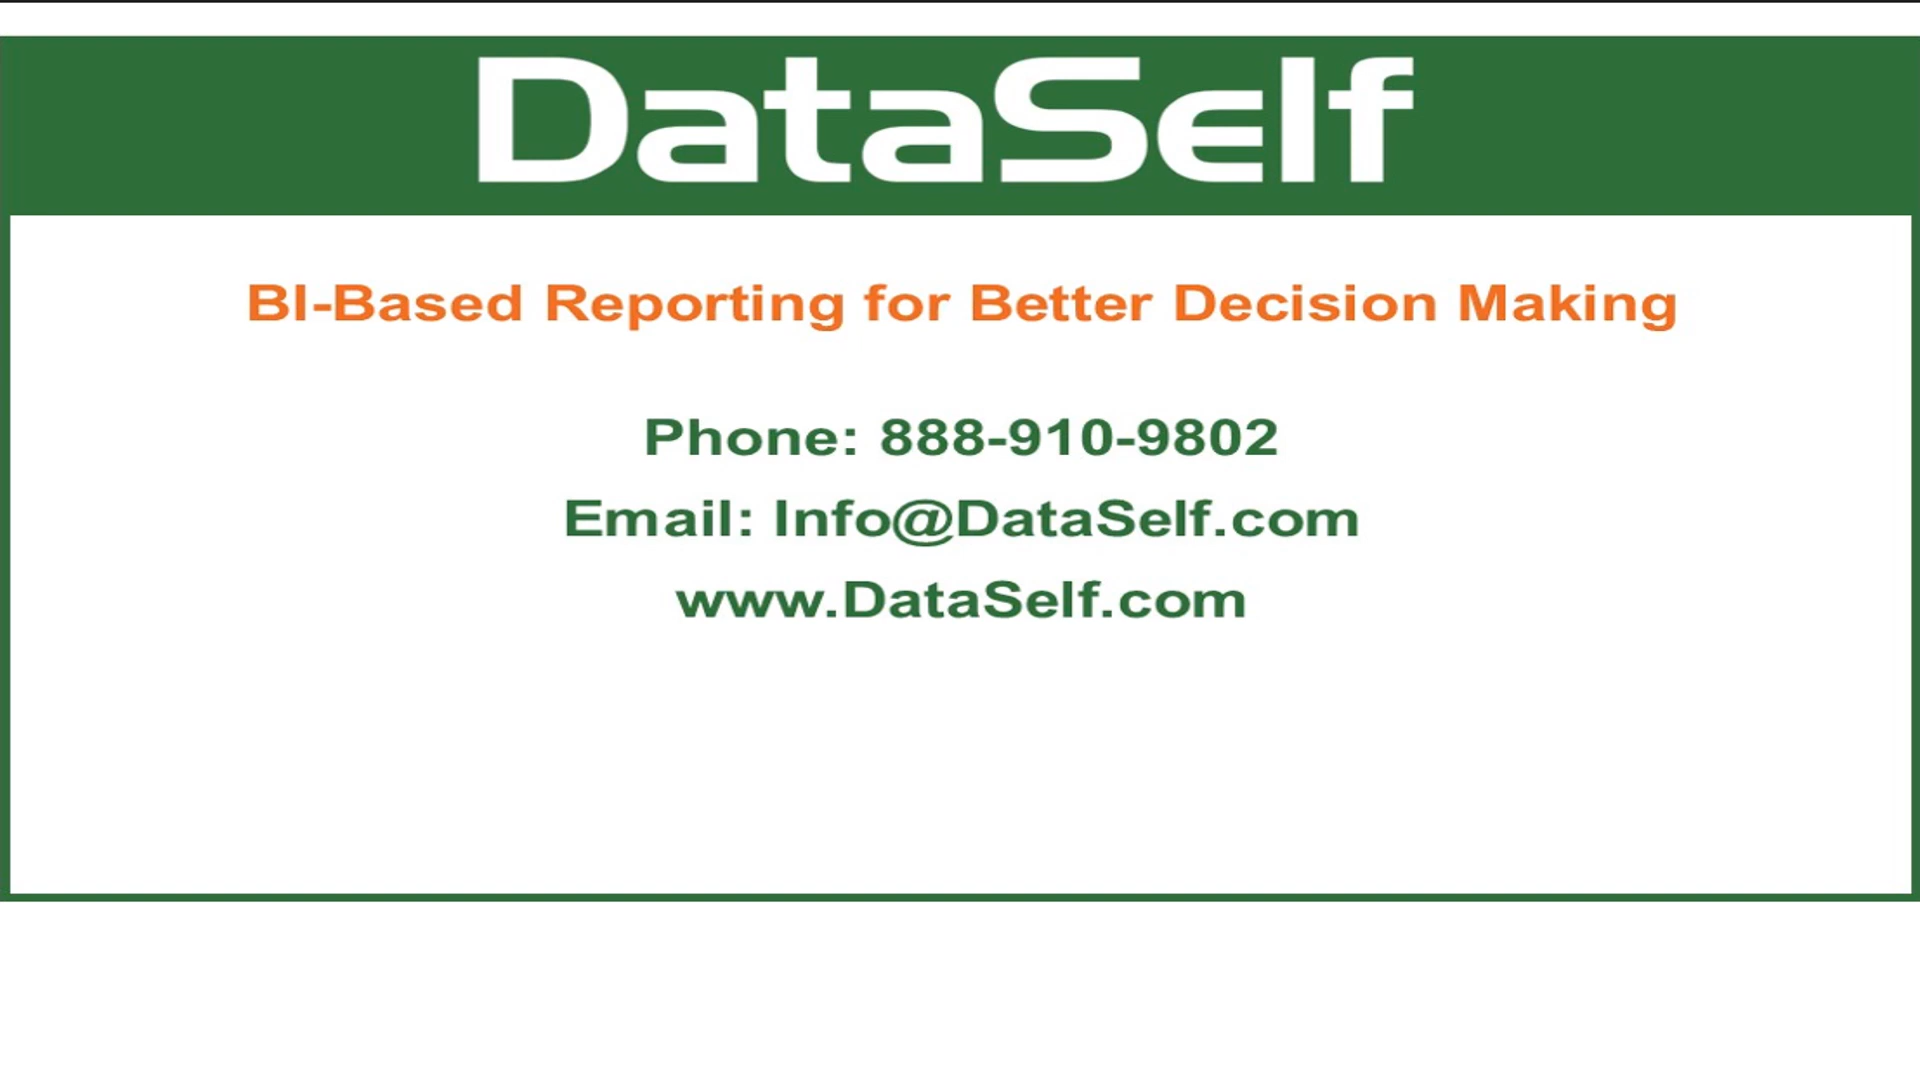 DataSelf
BI-Based Reporting for Better Decision Making
Phone: 888-910-9802
Email: Info@DataSelf.com
www.DataSelf.com